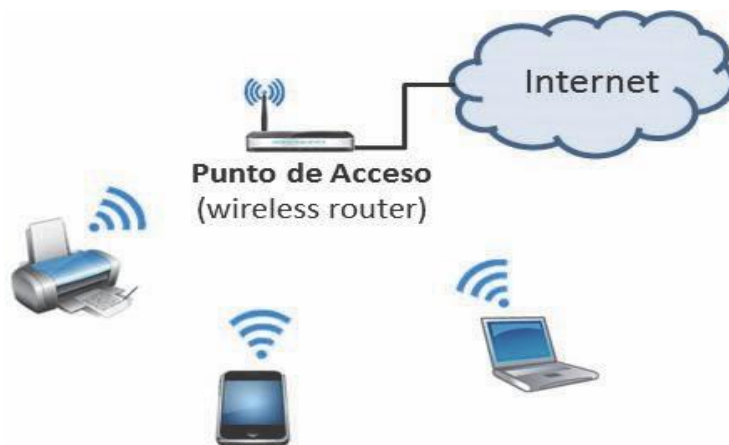 Internet
Punto de Acceso
(wireless router)